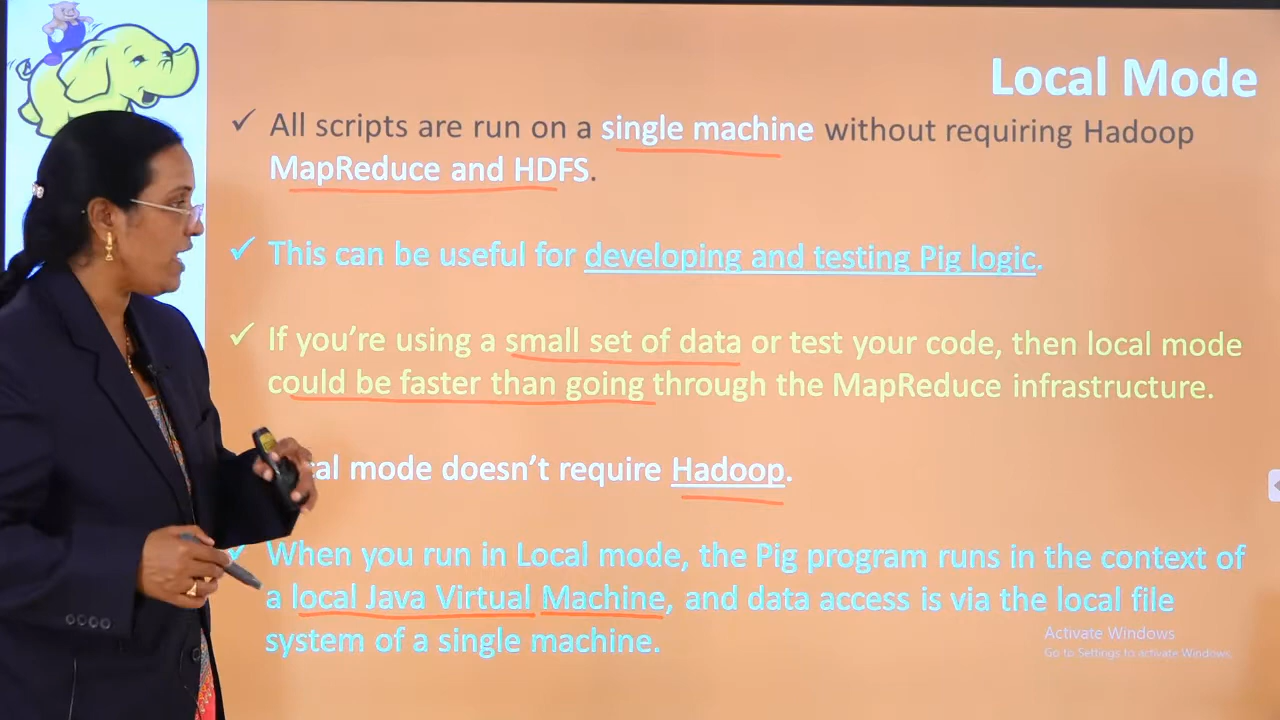 Local Mode
✓ All scripts are run on a single machine without requiring Hadoop
MapReduce and HDFS.
✓ This can be useful for developing and testing Pig logic.
✓ If you’re using a small set of data or test your code, then local mode
could be faster than going through the MapReduce infrastructure.
cal mode doesn’t require Hadoop.
✓ When you run in Local mode, the Pig program runs in the context of
a local Java Virtual Machine, and data access is via the local file
system of a single machine.
Activate Windows
Go to Settings to activate Windows.